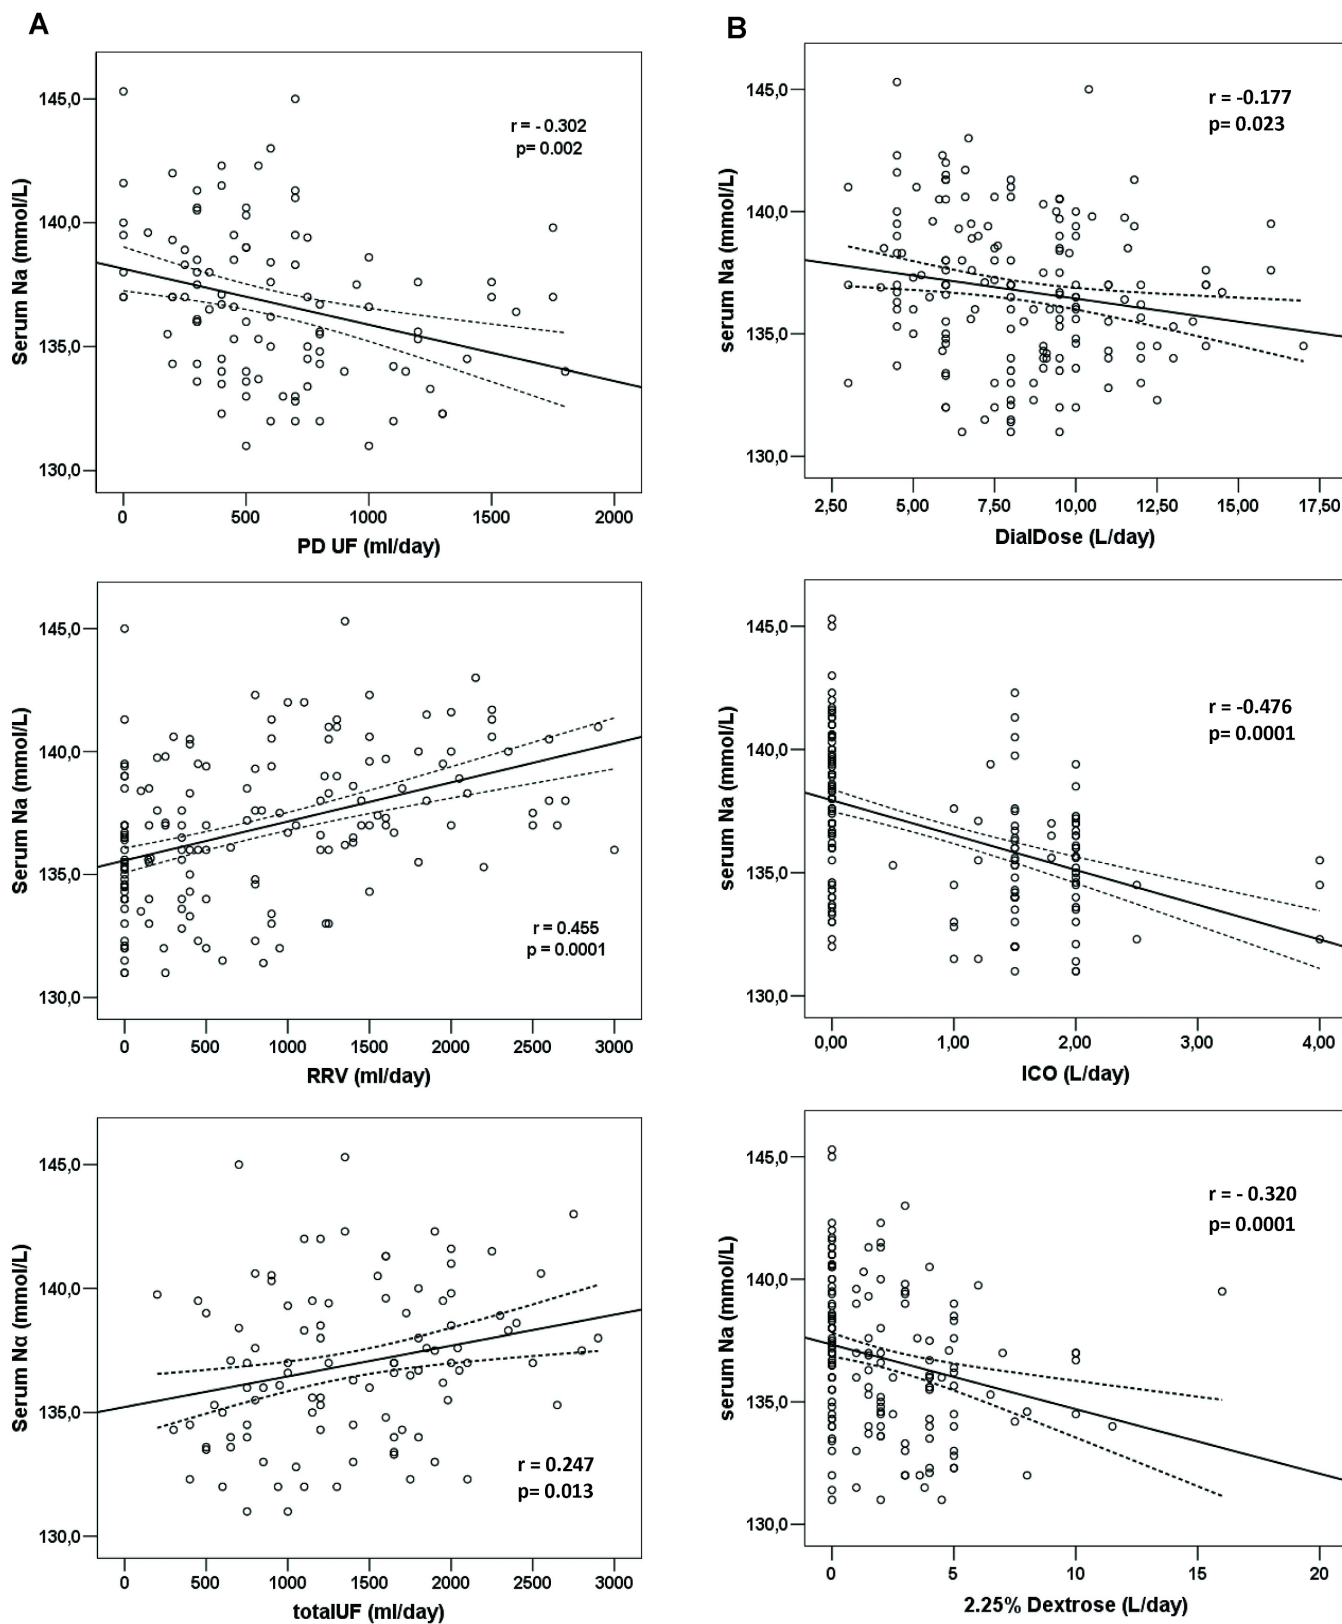 A
Serum Na (mmol/L)
145,0
140,0
135,0
130,0
r = - 0.302
p= 0.002
0 500 1000 1500 2000
PD UF (ml/day)
Serum Na (mmol/L)
145,0
140,0
135,0
130,0
r = 0.455
p = 0.0001
0 500 1000 1500 2000 2500 3000
RRV (ml/day)
Serum Nα (mmol/L)
145,0
140,0
135,0
130,0
r = 0.247
p= 0.013
0 500 1000 1500 2000 2500 3000
totalUF (ml/day)
B
serum Na (mmol/L)
145,0
140,0
135,0
130,0
r = -0.177
p= 0.023
2,50 5,00 7,50 10,00 12,50 15,00 17,50
DialDose (L/day)
serum Na (mmol/L)
145,0
140,0
135,0
130,0
r = -0.476
p= 0.0001
0,00 1,00 2,00 3,00 4,00
ICO (L/day)
serum Na (mmol/L)
145,0
140,0
135,0
130,0
r = - 0.320
p= 0.0001
0 5 10 15 20
2.25% Dextrose (L/day)